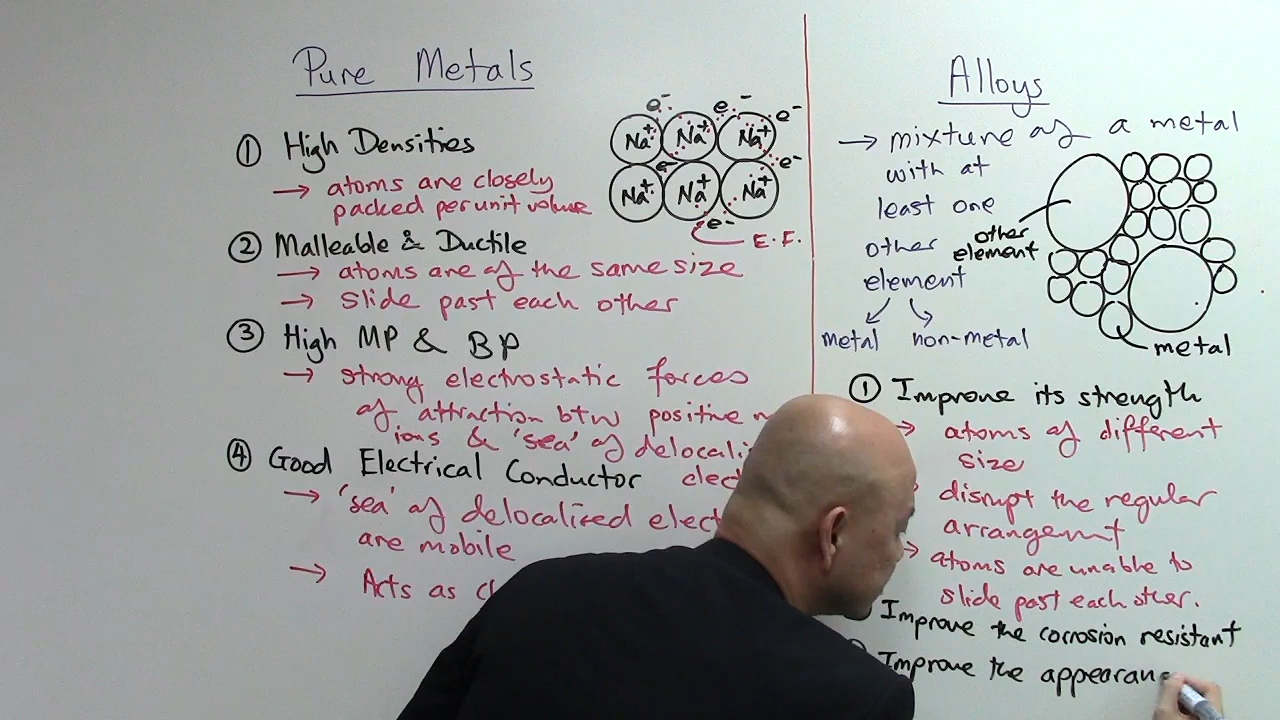 Pure Metals
① High Densities
→ atoms are closely
packed per unit volume
② Malleable & Ductile
→ atoms are of the same size
→ slide past each other
③ High MP & BP
→ strong electrostatic forces
of attraction btw positive
ions & 'sea' of
④ Good Electrical Conductor
→ 'sea' of delocalized
are mobile
→ Acts as
e⁻ e⁻ e⁻
Na⁺ Na⁺ Na⁺
e⁻
Na⁺ Na⁺ Na⁺
e⁻
E.F.
Alloys
→ mixture of a metal
with at
least one
other
element
metal non-metal
other
element
metal
① Improve its strength
→ atoms of different
size
disrupt the regular
arrangemt
→ atoms are unable to
slide past each other.
Improve the corrosion resistant
Improve the